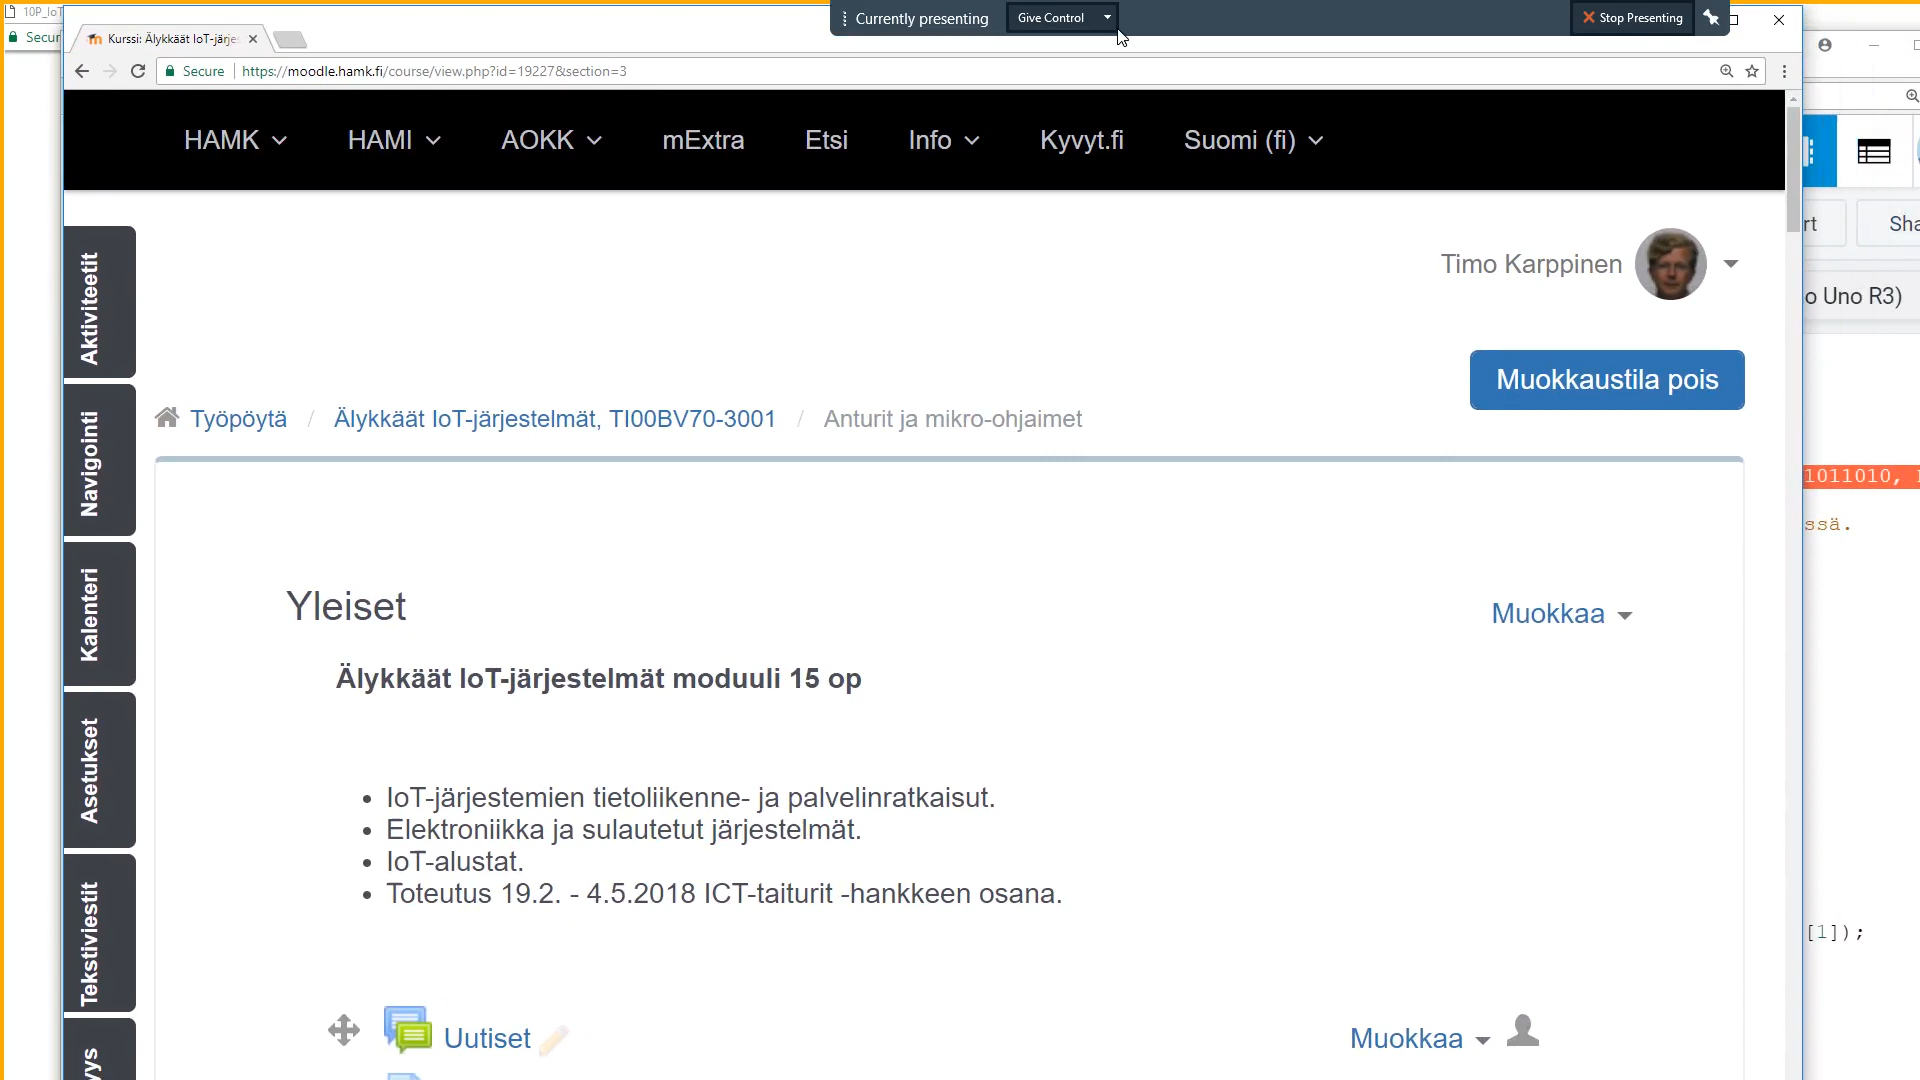 10P_IoT
Currently presenting
Give Control
Stop Presenting
Secur
Kurssi: Älykkäät IoT-järje
Secure
https://moodle.hamk.fi/course/view.php?id=19227&section=3
HAMK
HAMI
AOKK
mExtra
Etsi
Info
Kyvyt.fi
Suomi (fi)
rt
Sha
Timo Karppinen
o Uno R3)
Aktiviteetit
Muokkaustila pois
Työpöytä / Älykkäät IoT-järjestelmät, TI00BV70-3001 / Anturit ja mikro-ohjaimet
Navigointi
1011010,
ssä.
Yleiset
Muokkaa
Kalenteri
Älykkäät IoT-järjestelmät moduuli 15 op
Asetukset
• IoT-järjestemien tietoliikenne- ja palvelinratkaisut.
• Elektroniikka ja sulautetut järjestelmät.
• IoT-alustat.
• Toteutus 19.2. - 4.5.2018 ICT-taiturit -hankkeen osana.
Tekstiviestit
[1]);
Uutiset
Muokkaa
yys